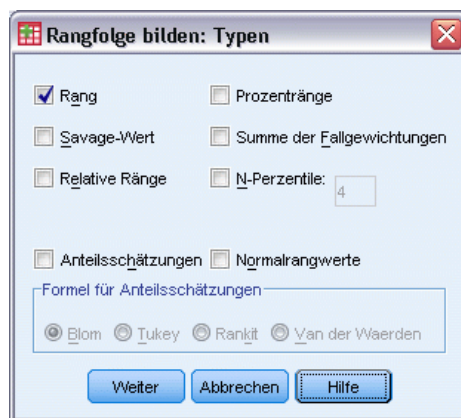 Rangfolge bilden: Typen
Rang Prozentränge
Savage-Wert Summe der Fallgewichtungen
Relative Ränge N-Perzentile: 4
Anteilsschätzungen Normalrangwerte
Formel für Anteilsschätzungen
Blom Tukey Rankit Van der Waerden
Weiter Abbrechen Hilfe